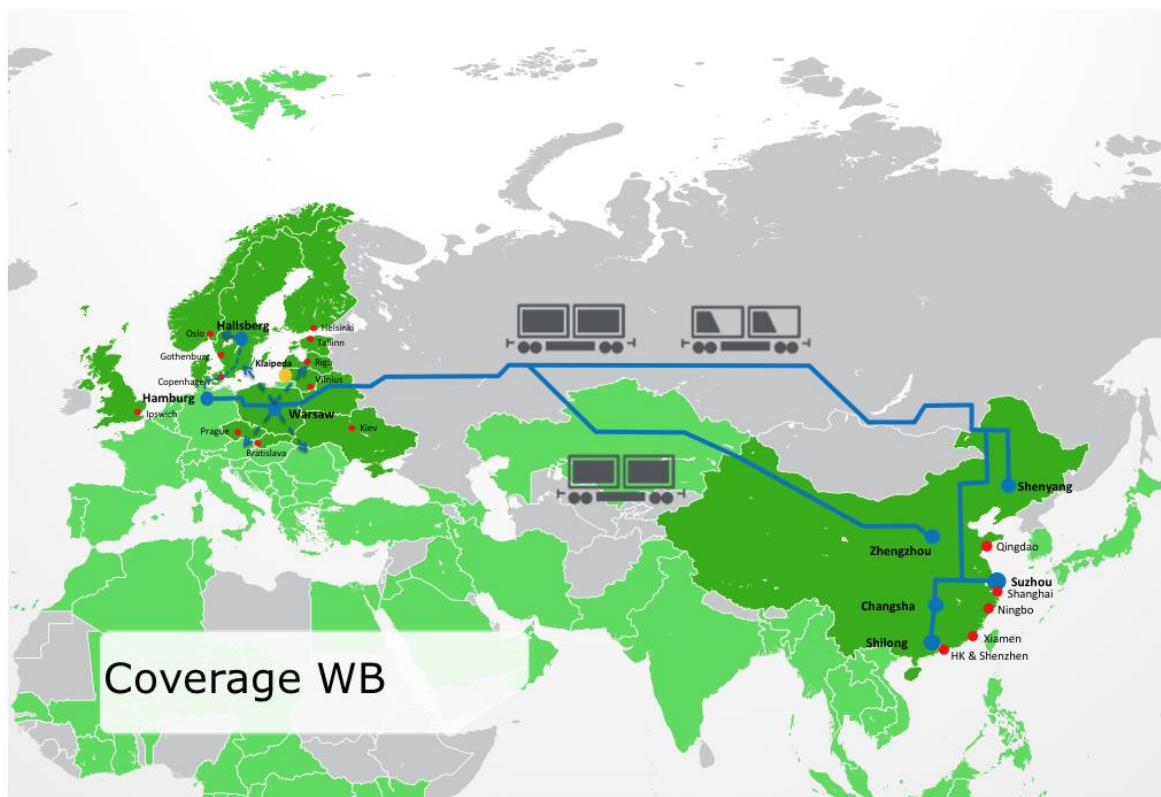 Hallsberg
Oslo
Helsinki
Tallinn
Gothenburg
Klaipeda
Riga
Copenhagen
Vilnius
Hamburg
Ipswich
Warsaw
Prague
Kiev
Bratislava
Shenyang
Zhengzhou
Qingdao
Suzhou
Shanghai
Changsha
Ningbo
Xiamen
Shilong
HK & Shenzhen
Coverage WB